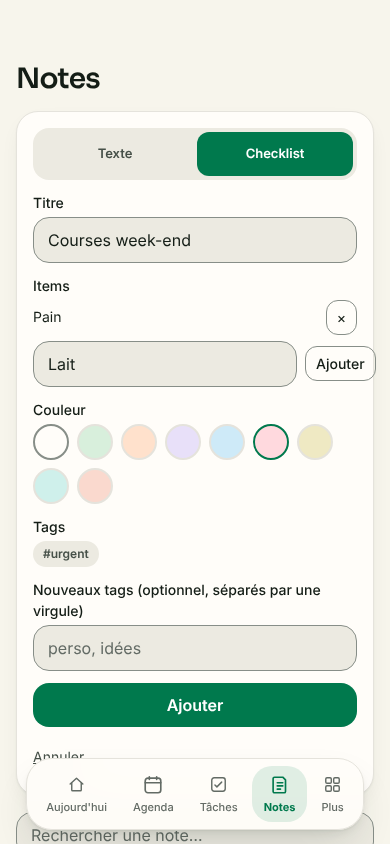 Notes
Texte
Checklist
Titre
Courses week-end
Items
Pain
×
Lait
Ajouter
Couleur
Tags
#urgent
Nouveaux tags (optionnel, séparés par une
virgule)
perso, idées
Ajouter
Annuler
Aujourd'hui
Agenda
Tâches
Notes
Plus
Rechercher une note...